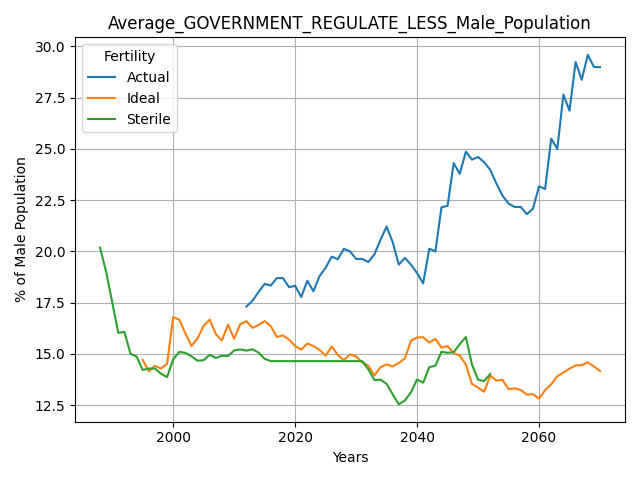 Average_GOVERNMENT_REGULATE_LESS_Male_Population
Fertility
Actual
Ideal
Sterile
30.0
27.5
25.0
22.5
20.0
17.5
15.0
12.5
% of Male Population
2000
2020
2040
2060
Years